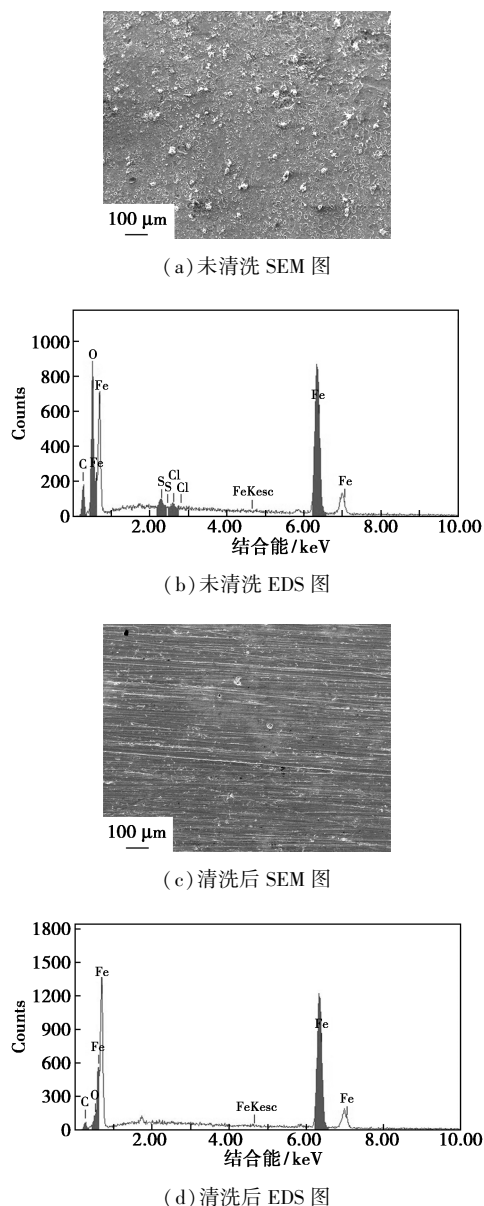 100 μm
(a)未清洗 SEM 图
1000
800
600
400
200
0
Counts
C
O
Fe
Fe
S
S
Cl
Cl
FeKesc
Fe
Fe
2.00 4.00 6.00 8.00 10.00
结合能/keV
(b)未清洗 EDS 图
100 μm
(c)清洗后 SEM 图
1800
1500
1200
900
600
300
0
Counts
C
O
Fe
Fe
FeKesc
Fe
Fe
2.00 4.00 6.00 8.00 10.00
结合能/keV
(d)清洗后 EDS 图